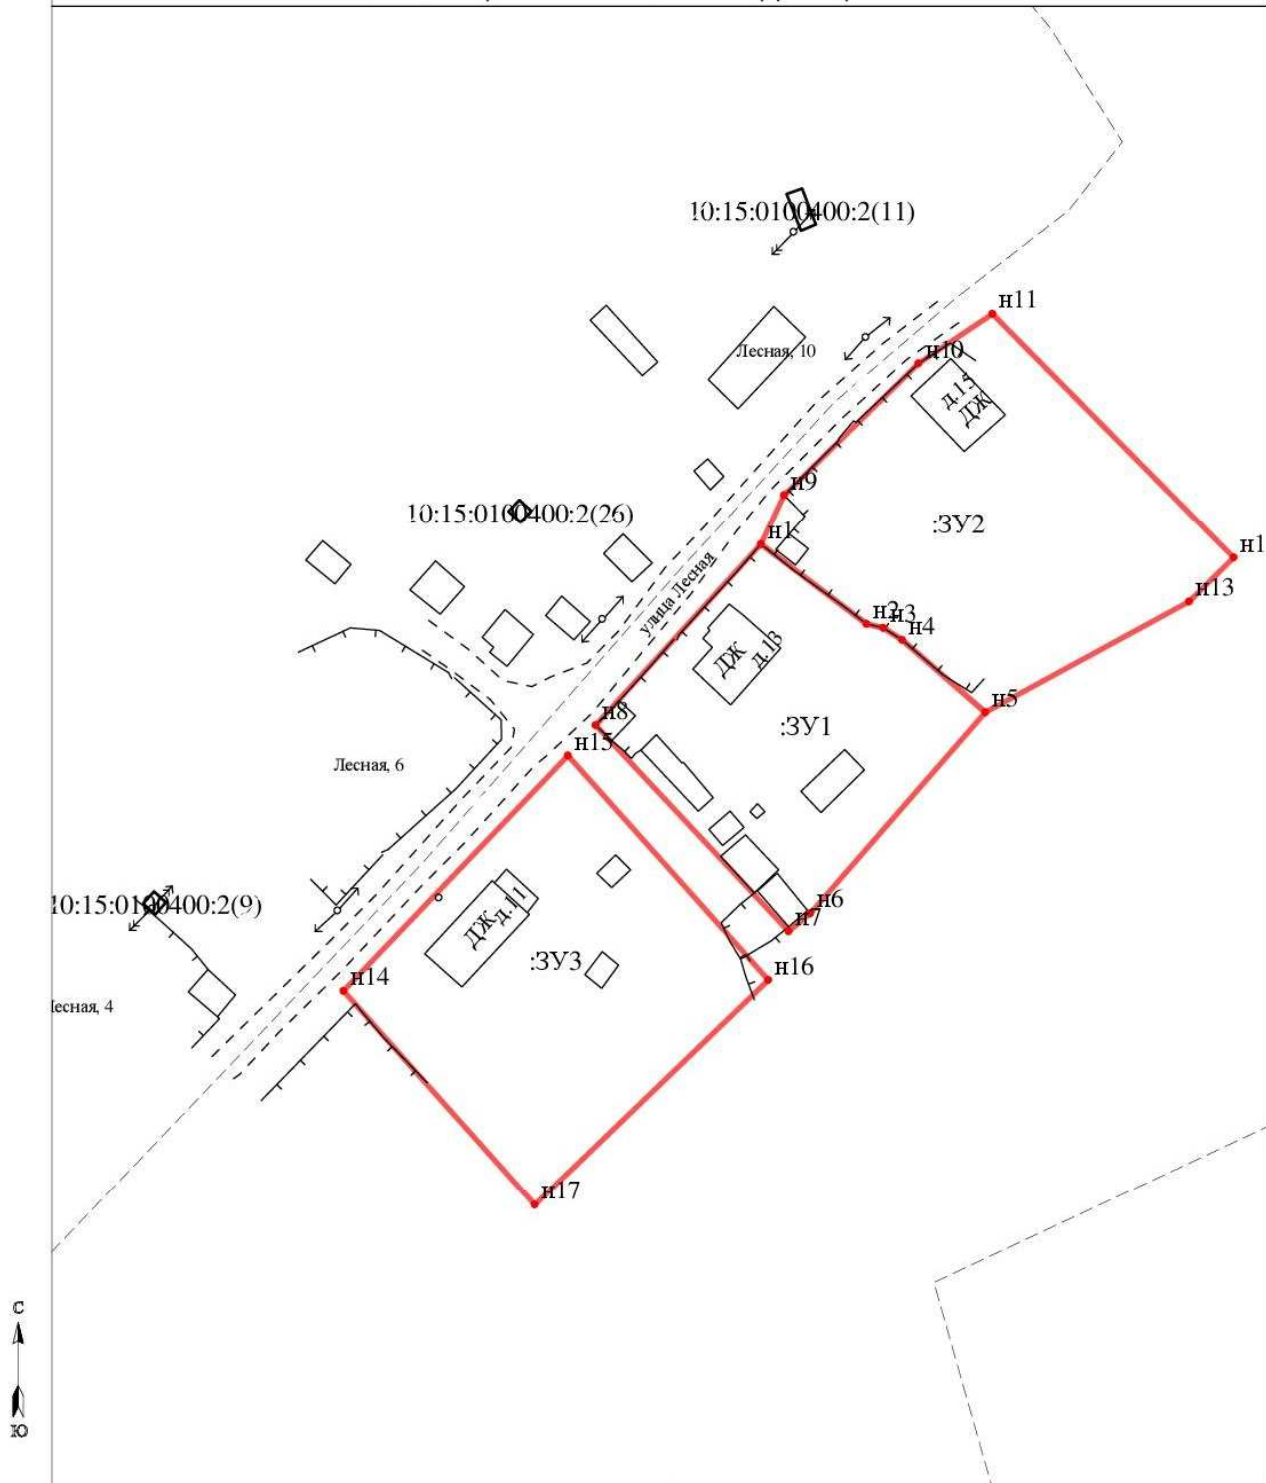 10:15:0100400:2(11)
н11
Лесная, 10
н10
д.15
ДЖ
н9
10:15:0100400:2(26)
:ЗУ2
н1
н1
улица Лесная
н13
н2
н3
н4
ДЖ
д.13
н5
н8
:ЗУ1
н15
Лесная, 6
10:15:0100400:2(9)
ДЖ
д.11
н6
н7
:ЗУ3
н16
н14
Лесная, 4
н17
С
Ю